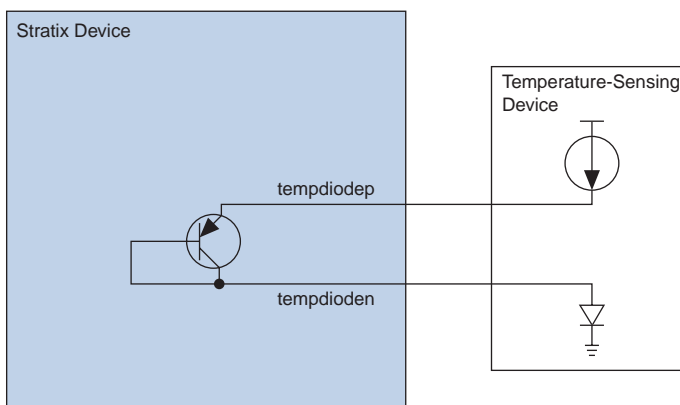 Stratix Device
Temperature-Sensing
Device
tempdiodep
tempdioden